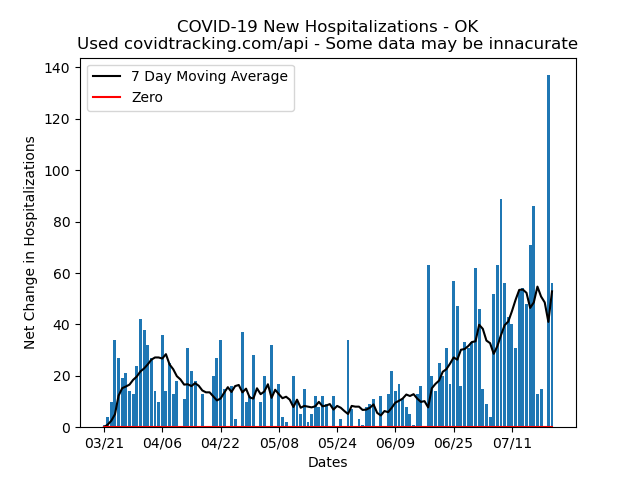 COVID-19 New Hospitalizations - OK
Used covidtracking.com/api - Some data may be innacurate
7 Day Moving Average
Zero
Net Change in Hospitalizations
140
120
100
80
60
40
20
0
03/21 04/06 04/22 05/08 05/24 06/09 06/25 07/11
Dates